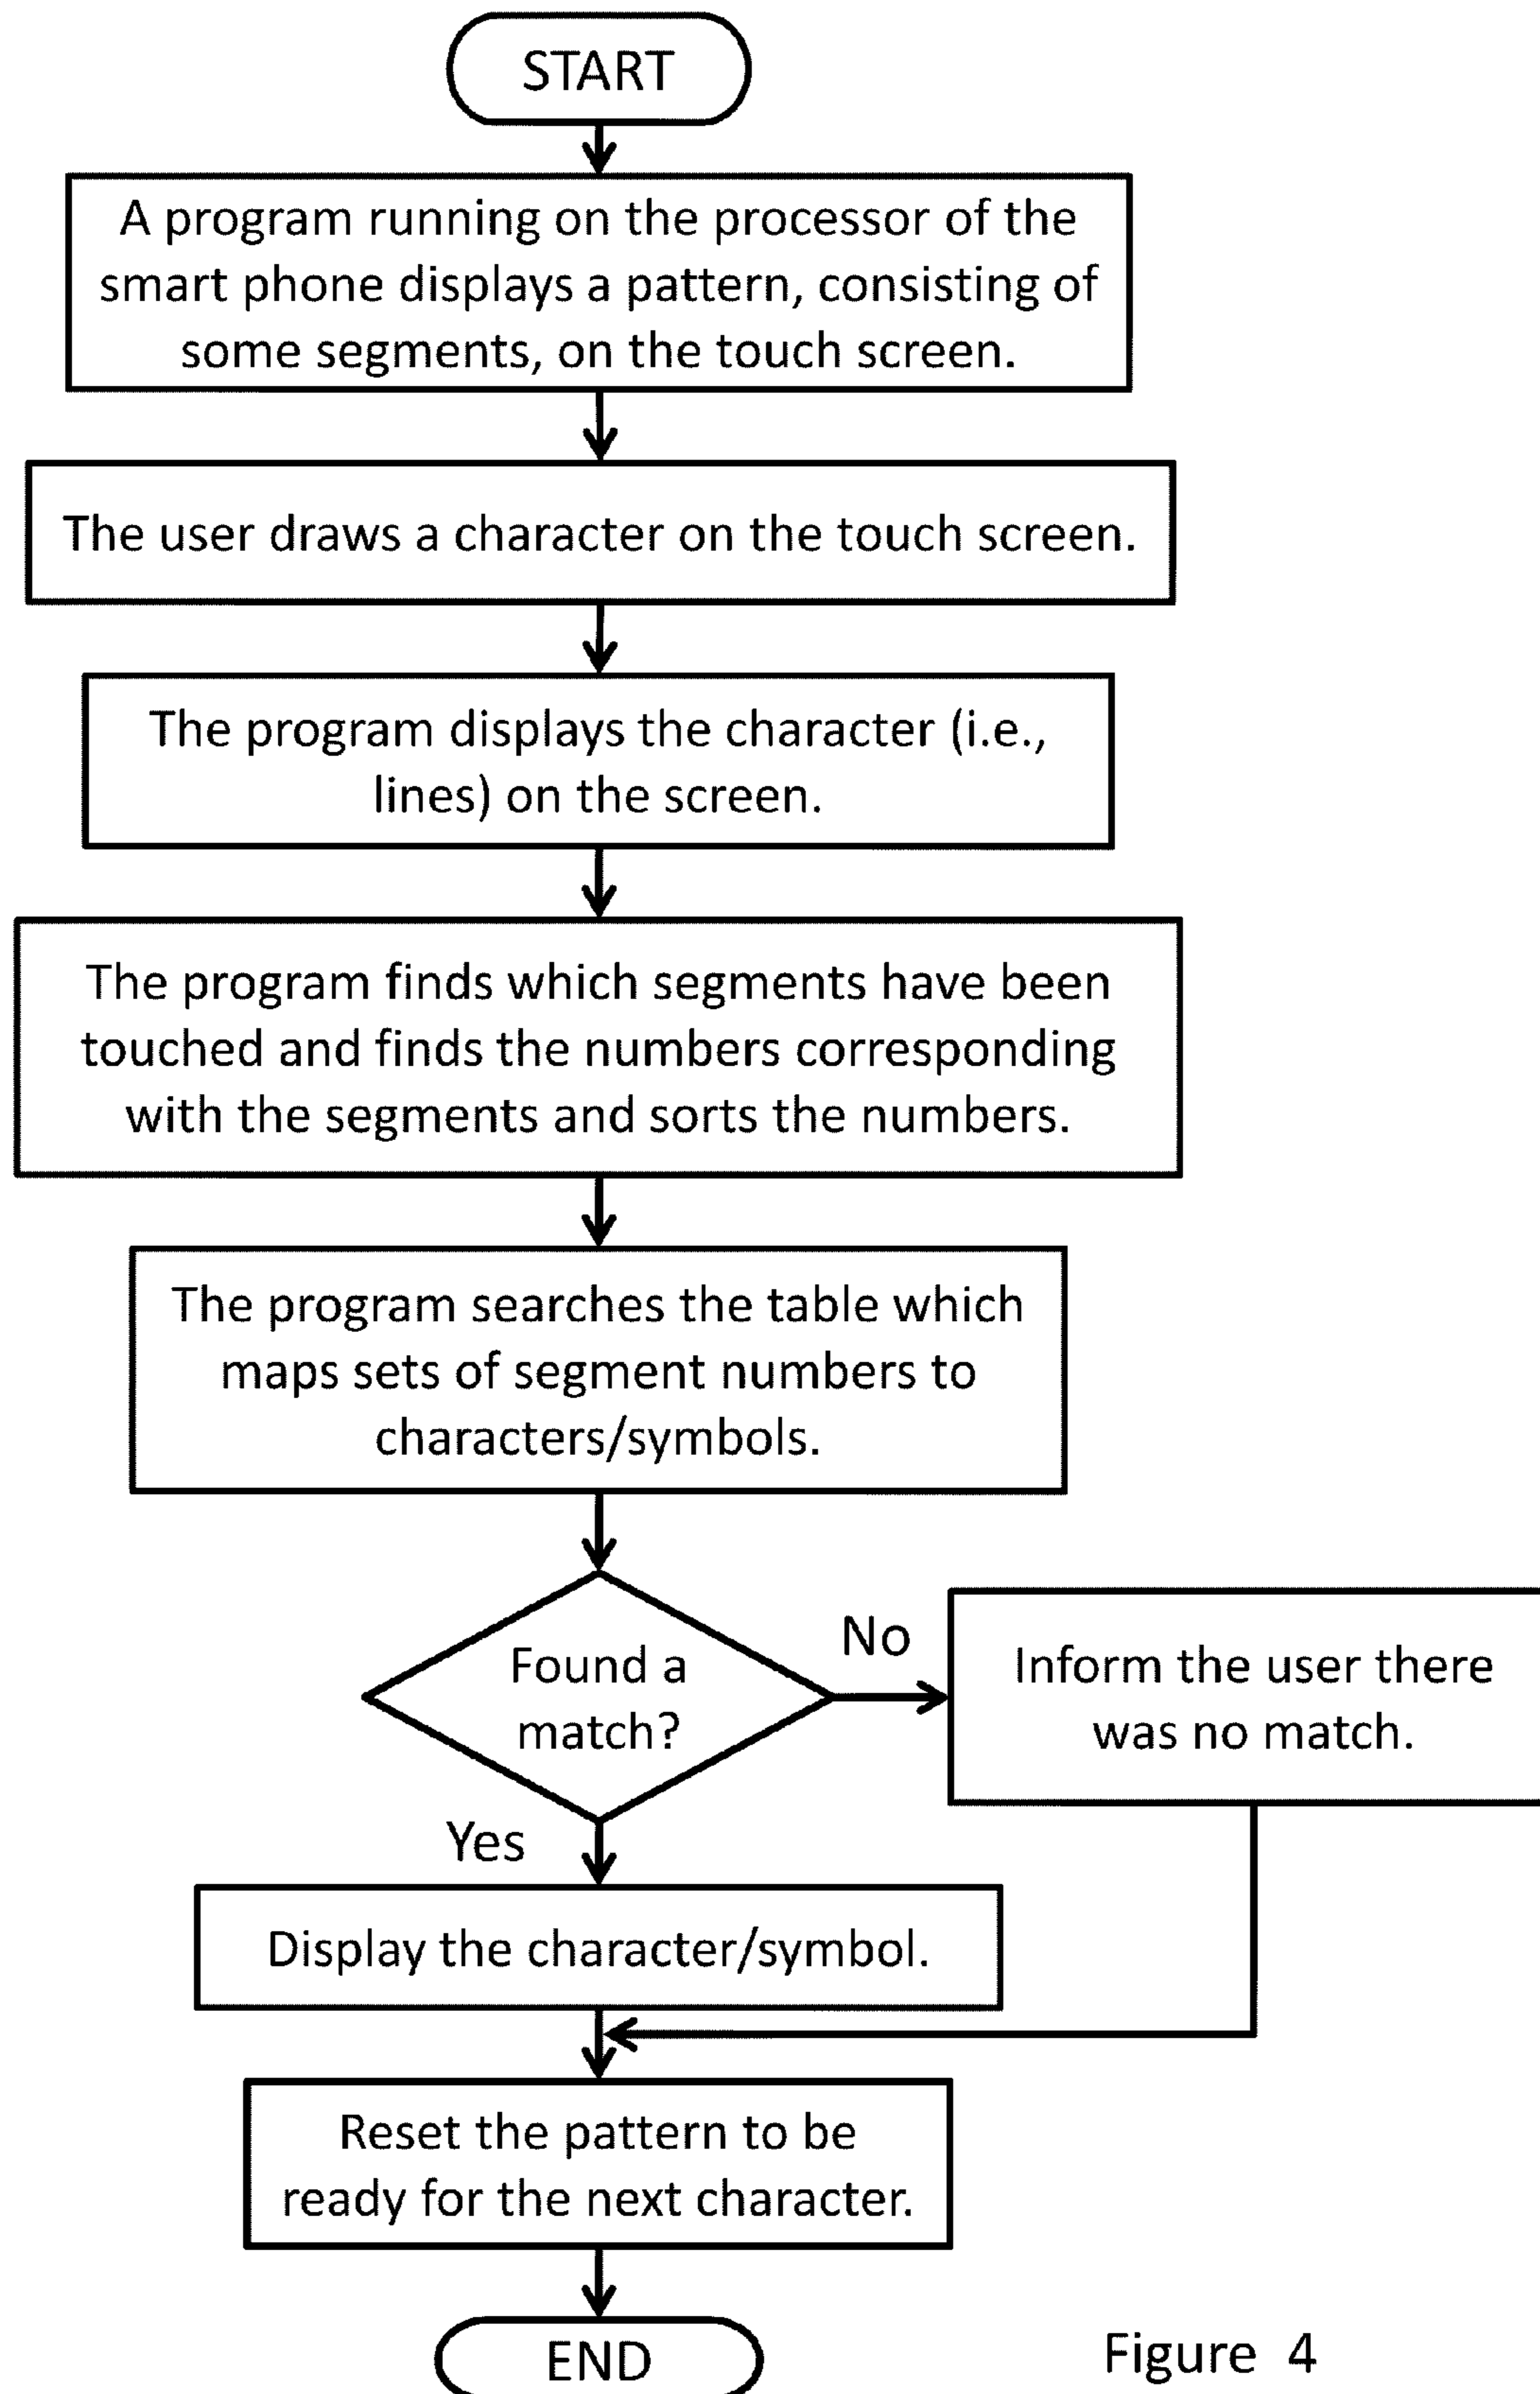 START
A program running on the processor of the
smart phone displays a pattern, consisting of
some segments, on the touch screen.
The user draws a character on the touch screen.
The program displays the character (i.e.,
lines) on the screen.
The program finds which segments have been
touched and finds the numbers corresponding
with the segments and sorts the numbers.
The program searches the table which
maps sets of segment numbers to
characters/symbols.
Found a
match?
No
Inform the user there
was no match.
Yes
Display the character/symbol.
Reset the pattern to be
ready for the next character.
END
Figure 4